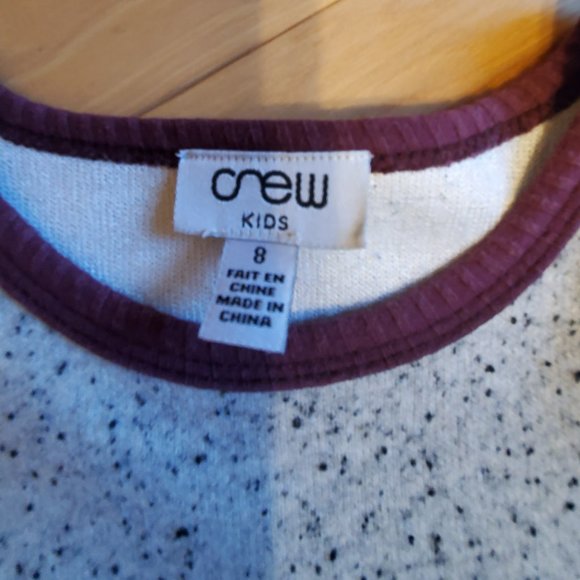 crew
KIDS
8
FAIT EN
CHINE
MADE IN
CHINA